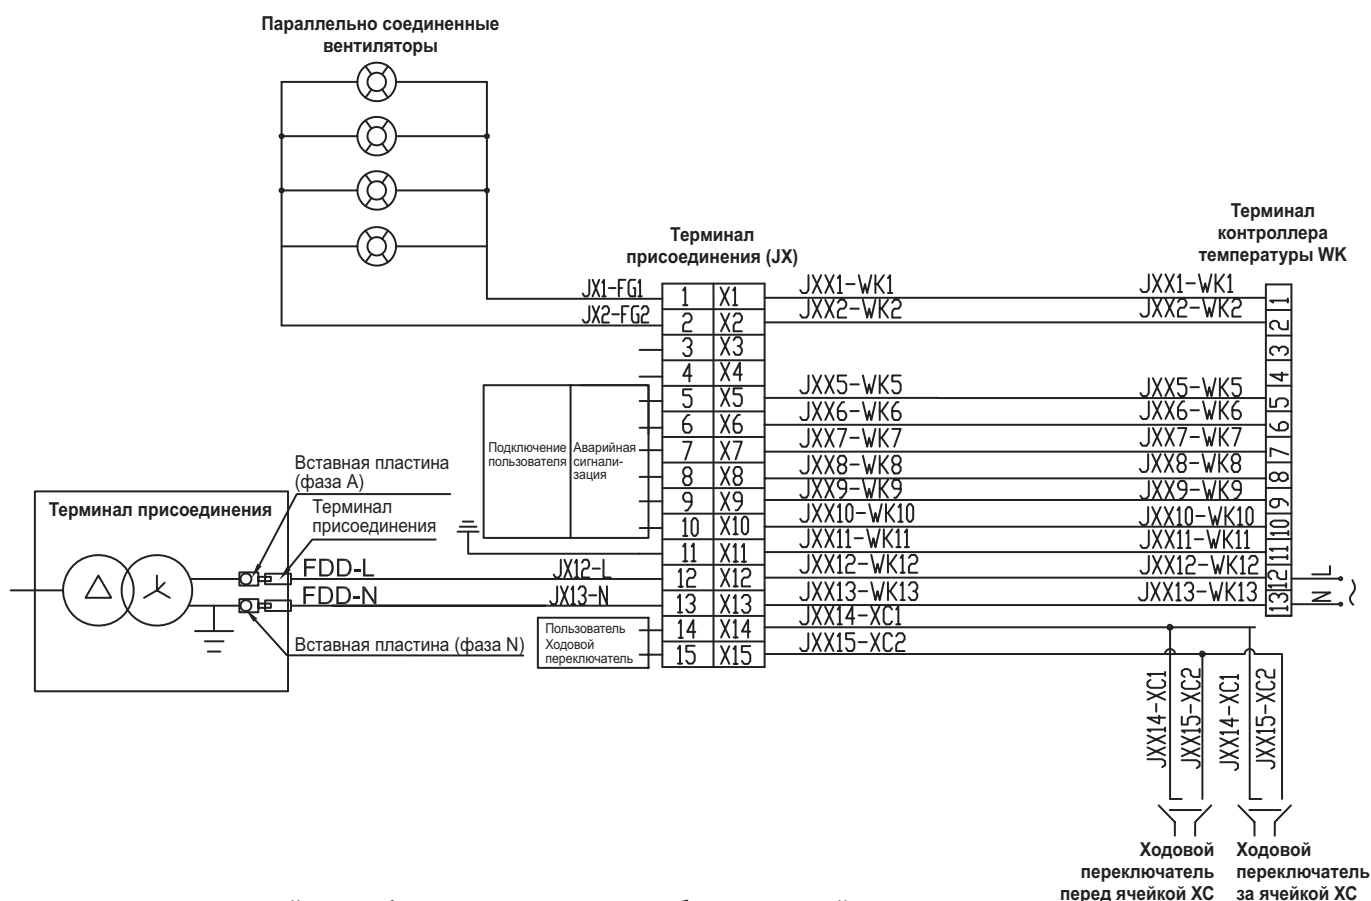 Параллельно соединенные
вентиляторы
Терминал
контроллера
температуры WK
Терминал
присоединения (JX)
JX1-FG1
JX2-FG2
1 X1
2 X2
3 X3
4 X4
5 X5
6 X6
7 X7
8 X8
9 X9
10 X10
11 X11
12 X12
13 X13
14 X14
15 X15
JXX1-WK1
JXX2-WK2
JXX5-WK5
JXX6-WK6
JXX7-WK7
JXX8-WK8
JXX9-WK9
JXX10-WK10
JXX11-WK11
JXX12-WK12
JXX13-WK13
JXX14-XC1
JXX15-XC2
JXX1-WK1
JXX2-WK2
JXX5-WK5
JXX6-WK6
JXX7-WK7
JXX8-WK8
JXX9-WK9
JXX10-WK10
JXX11-WK11
JXX12-WK12
JXX13-WK13
1
2
3
4
5
6
7
8
9
10
11
12
13
L
N
Подключение
пользователя
Аварийная
сигнали-
зация
Вставная пластина
(фаза А)
Терминал
присоединения
Терминал присоединения
FDD-L
FDD-N
JX12-L
JX13-N
Вставная пластина (фаза N)
Пользователь
Ходовой
переключатель
JXX14-XC1
JXX15-XC2
JXX14-XC1
JXX15-XC2
Ходовой
переключатель
перед ячейкой ХС
Ходовой
переключатель
за ячейкой ХС